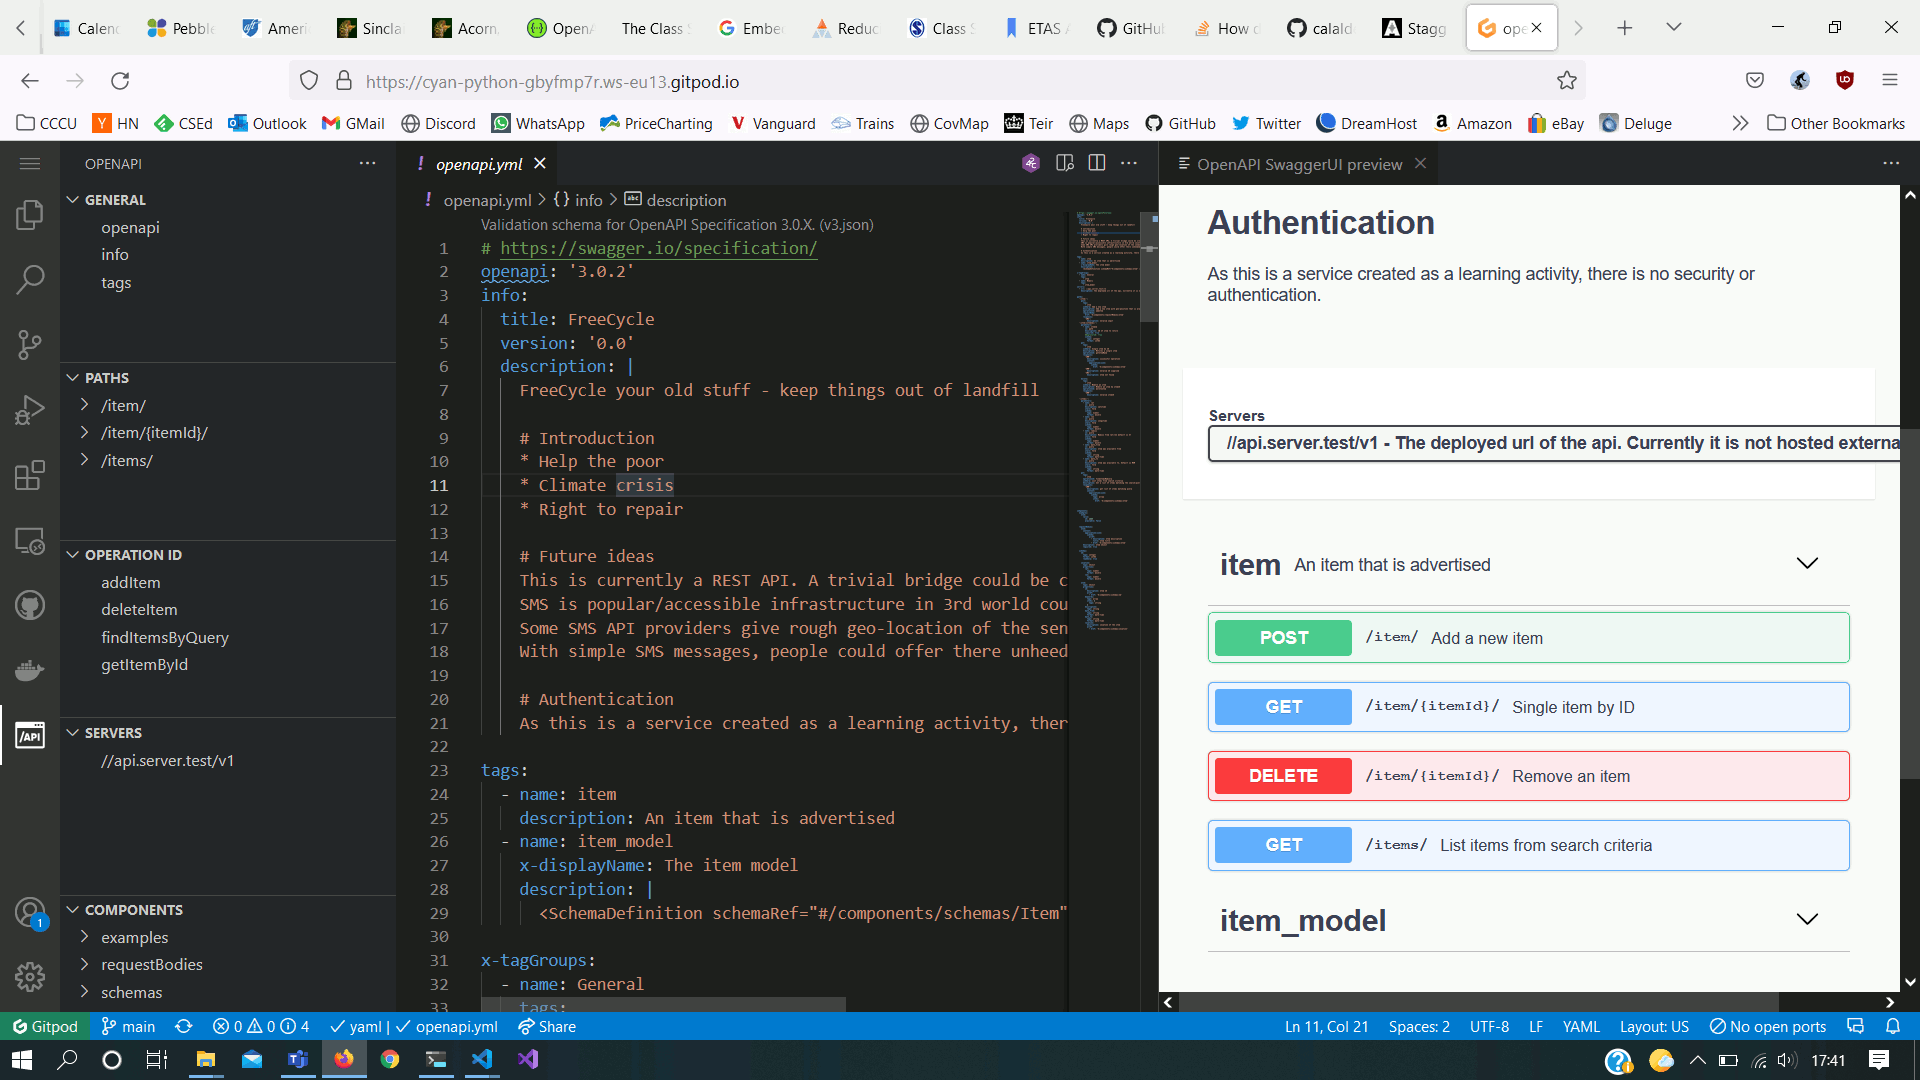 Calen
Pebble
Ameri
Sincla
Acorn,
OpenA
The Class S
Embe
Reduc
Class S
ETAS A
GitHub
How d
calald
Stagg
ope
https://cyan-python-gbyfmp7r.ws-eu13.gitpod.io
CCCU
HN
CSEd
Outlook
GMail
Discord
WhatsApp
PriceCharting
Vanguard
Trains
CovMap
Teir
Maps
GitHub
Twitter
DreamHost
Amazon
eBay
Deluge
Other Bookmarks
OPENAPI
GENERAL
openapi
info
tags
PATHS
/item/
/item/{itemId}/
/items/
OPERATION ID
addItem
deleteItem
findItemsByQuery
getItemById
SERVERS
//api.server.test/v1
COMPONENTS
examples
requestBodies
schemas
/API
1
! openapi.yml
! openapi.yml > {} info > abc description
Validation schema for OpenAPI Specification 3.0.X. (v3.json)
1 # https://swagger.io/specification/
2 openapi: '3.0.2'
3 info:
4 title: FreeCycle
5 version: '0.0'
6 description: |
7 FreeCycle your old stuff - keep things out of landfill
8
9 # Introduction
10 * Help the poor
11 * Climate crisis
12 * Right to repair
13
14 # Future ideas
15 This is currently a REST API. A trivial bridge could be c
16 SMS is popular/accessible infrastructure in 3rd world cou
17 Some SMS API providers give rough geo-location of the sen
18 With simple SMS messages, people could offer there unheed
19
20 # Authentication
21 As this is a service created as a learning activity, ther
22
23 tags:
24 - name: item
25 description: An item that is advertised
26 - name: item_model
27 x-displayName: The item model
28 description: |
29 <SchemaDefinition schemaRef="#/components/schemas/Item"
30
31 x-tagGroups:
32 - name: General
33 tags:
OpenAPI SwaggerUI preview
Authentication
As this is a service created as a learning activity, there is no security or
authentication.
Servers
//api.server.test/v1 - The deployed url of the api. Currently it is not hosted externa
item An item that is advertised
POST /item/ Add a new item
GET /item/{itemId}/ Single item by ID
DELETE /item/{itemId}/ Remove an item
GET /items/ List items from search criteria
item_model
Gitpod
main
0 0 4
yaml | openapi.yml
Share
Ln 11, Col 21
Spaces: 2
UTF-8
LF
YAML
Layout: US
No open ports
17:41